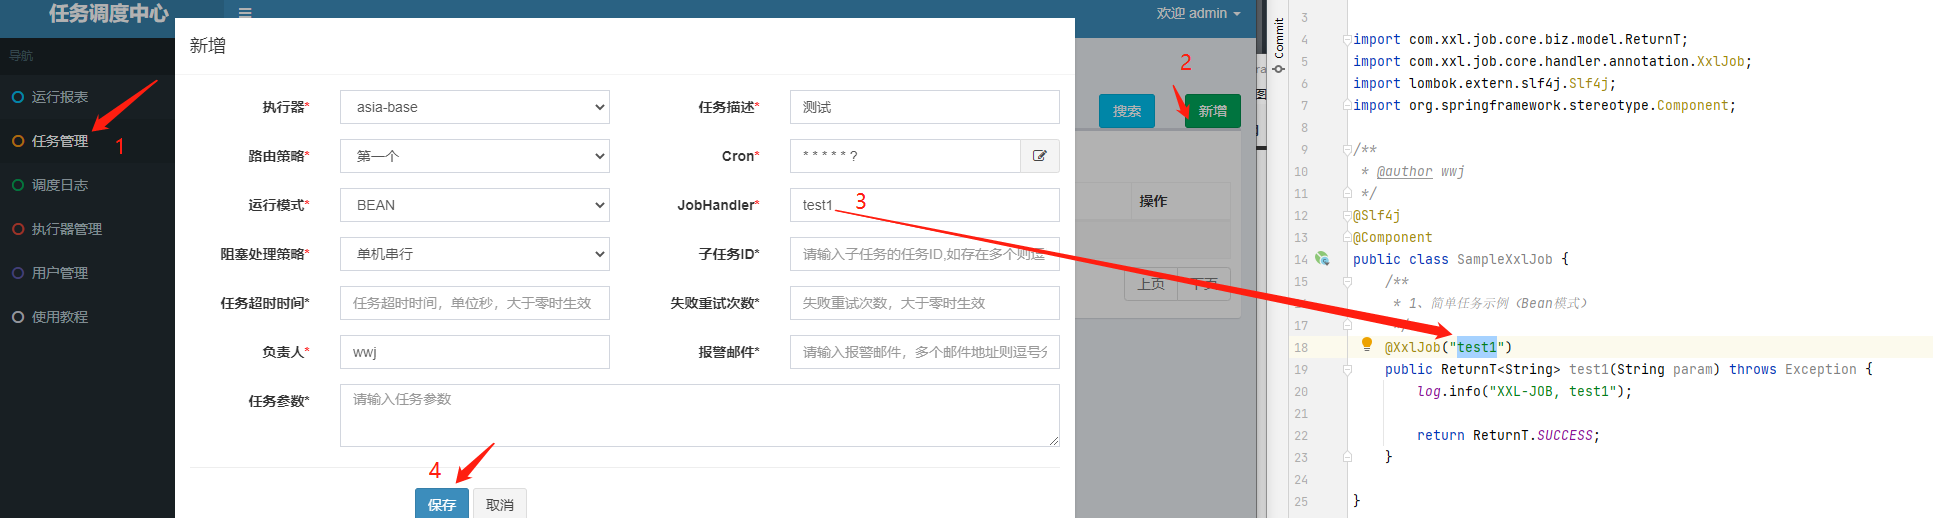 任务调度中心
欢迎 admin
导航
运行报表
任务管理
调度日志
执行器管理
用户管理
使用教程
1
新增
执行器* asia-base 任务描述* 测试
路由策略* 第一个 Cron* * * * * * ?
运行模式* BEAN JobHandler* test1
阻塞处理策略* 单机串行 子任务ID* 请输入子任务的任务ID,如存在多个则逗
任务超时时间* 任务超时时间，单位秒，大于零时生效 失败重试次数* 失败重试次数，大于零时生效
负责人* wwj 报警邮件* 请输入报警邮件，多个邮件地址则逗号分
任务参数* 请输入任务参数
3
4
保存 取消
2
搜索 新增
操作
上页 下页
Commit
3
4 import com.xxl.job.core.biz.model.ReturnT;
5 import com.xxl.job.core.handler.annotation.XxlJob;
6 import lombok.extern.slf4j.Slf4j;
7 import org.springframework.stereotype.Component;
8
9 /**
10 * @author wwj
11 */
12 @Slf4j
13 @Component
14 public class SampleXxlJob {
15 /**
* 1、简单任务示例（Bean模式）
17 */
18 @XxlJob("test1")
19 public ReturnT<String> test1(String param) throws Exception {
20 log.info("XXL-JOB, test1");
21
22 return ReturnT.SUCCESS;
23 }
24
25 }